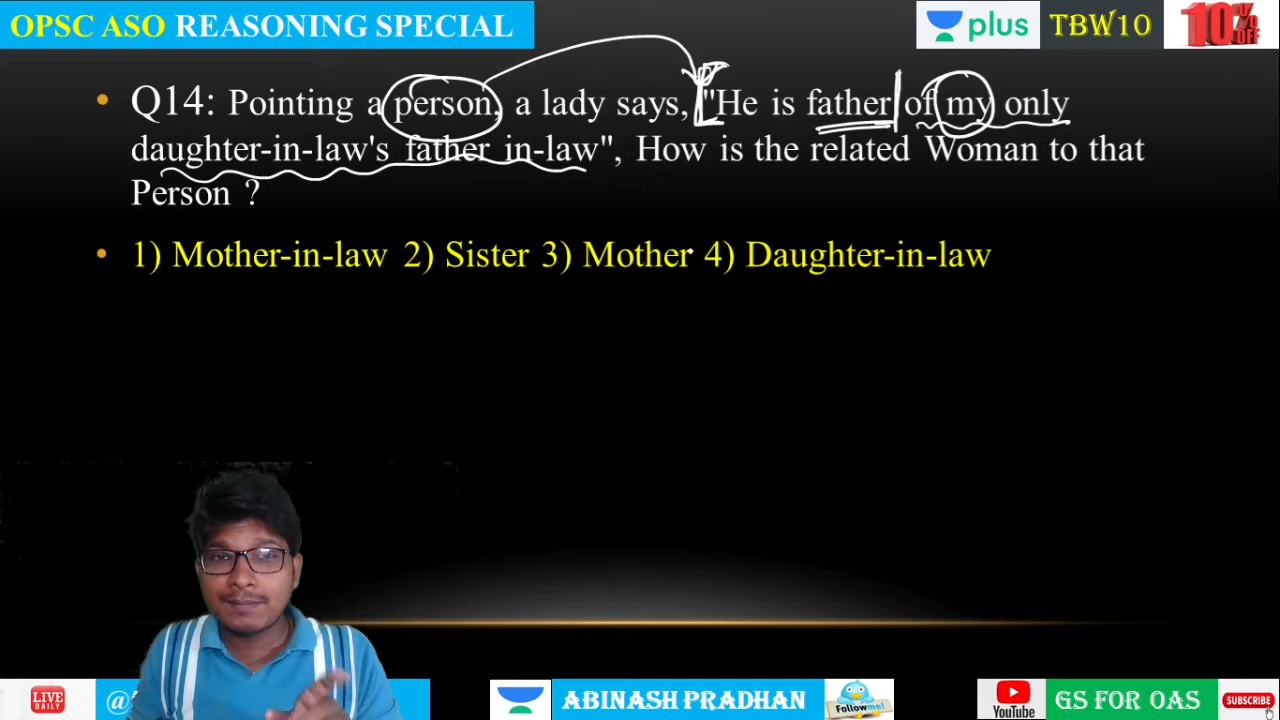 OPSC ASO REASONING SPECIAL
plus
TBW10
10%
OFF
• Q14: Pointing a person, a lady says, "He is father of my only
daughter-in-law's father in-law", How is the related Woman to that
Person ?
• 1) Mother-in-law 2) Sister 3) Mother 4) Daughter-in-law
LIVE
DAILY
@
ABINASH PRADHAN
Follow me!
YouTube
GS FOR OAS
SUBSCRIBE